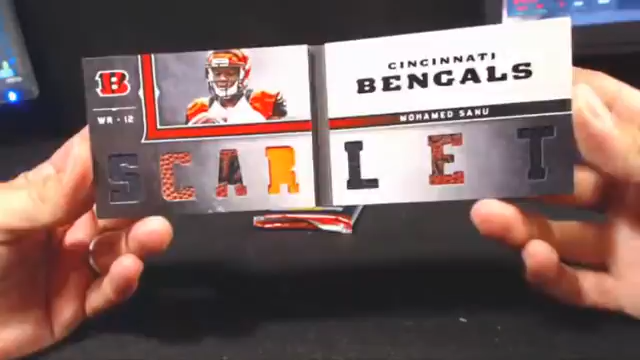 B
WR · 12
CINCINNATI
BENGALS
MOHAMED SANU
SCARLET